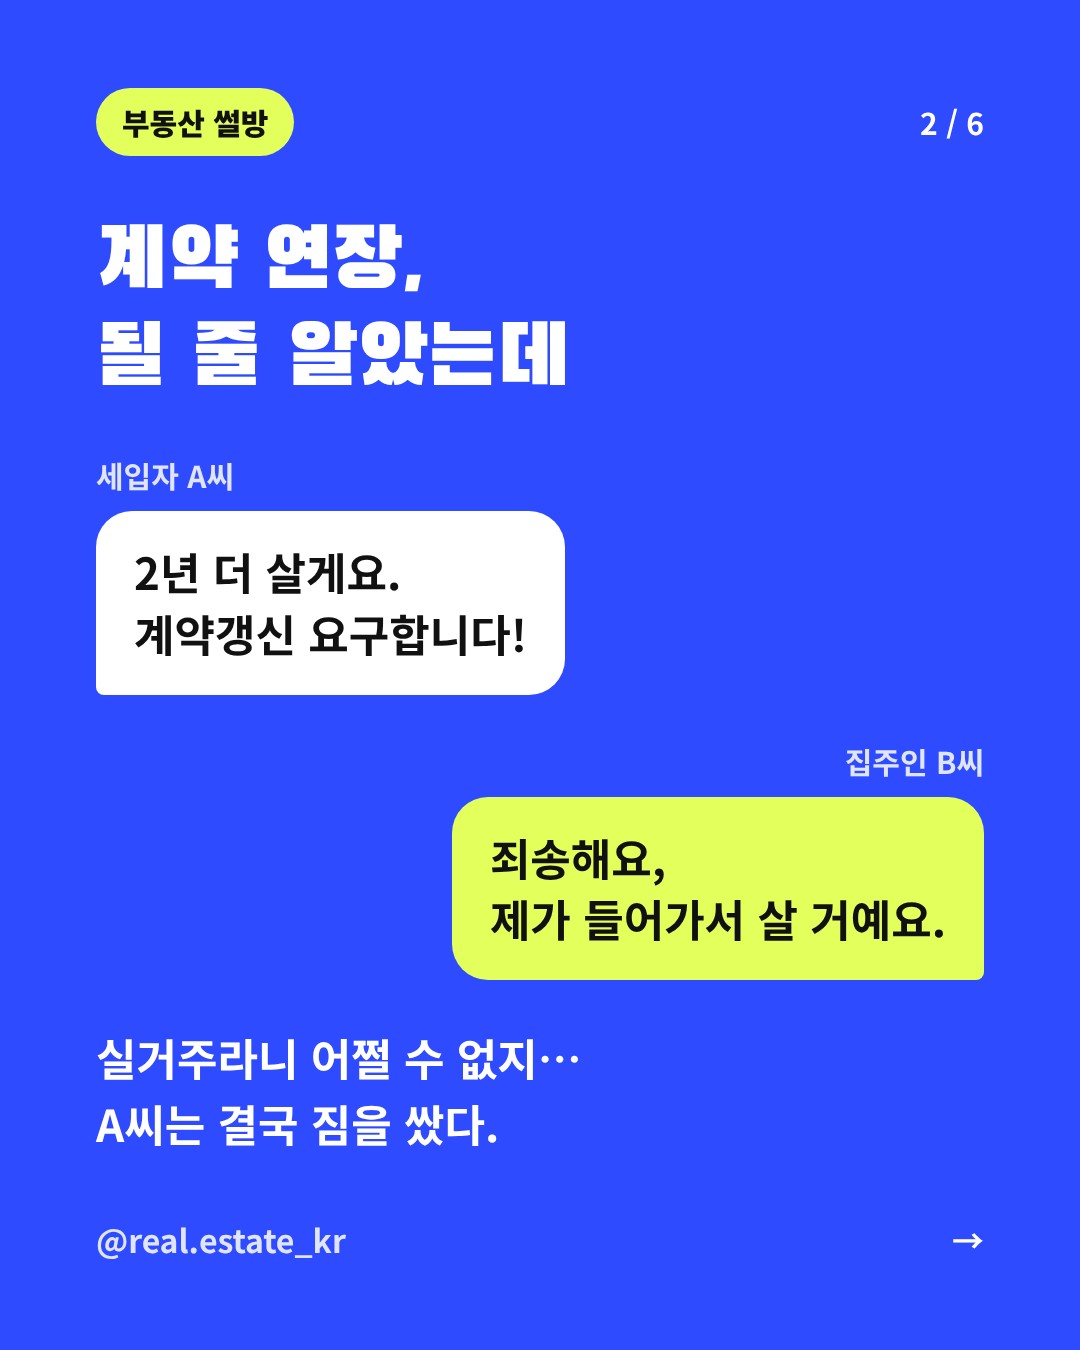 부동산 썰방
2 / 6
계약 연장,
될 줄 알았는데
세입자 A씨
2년 더 살게요.
계약갱신 요구합니다!
집주인 B씨
죄송해요,
제가 들어가서 살 거예요.
실거주라니 어쩔 수 없지…
A씨는 결국 짐을 쌌다.
@real.estate_kr
→